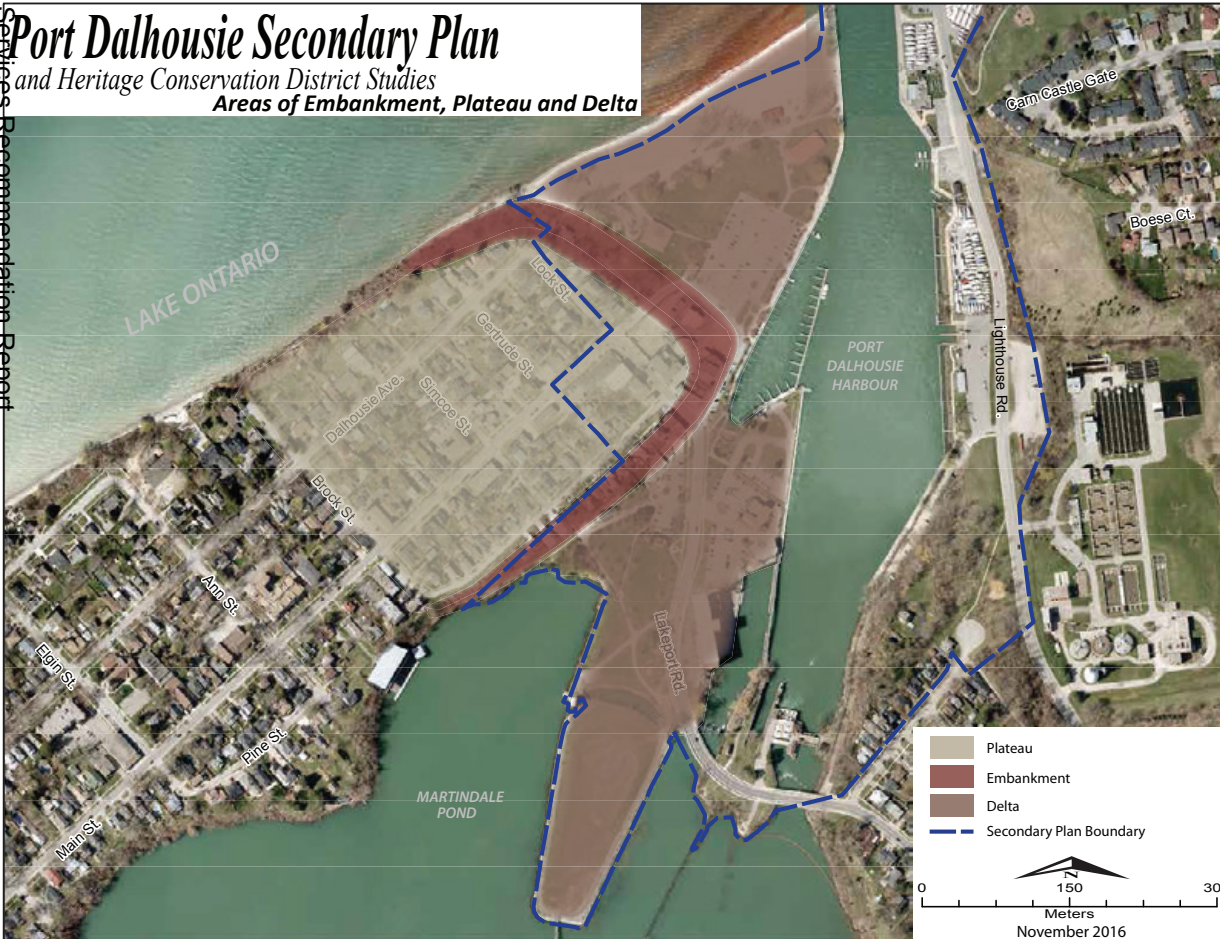 Services Recommendation Report
Port Dalhousie Secondary Plan
and Heritage Conservation District Studies
Areas of Embankment, Plateau and Delta
Carn Castle Gate
Boese Ct.
LAKE ONTARIO
Lock St.
Gertrude St.
Simcoe St.
Dalhousie Ave.
Brock St.
PORT
DALHOUSIE
HARBOUR
Lighthouse Rd.
Ann St.
Elgin St.
Pine St.
Main St.
Lakeport Rd.
MARTINDALE
POND
Plateau
Embankment
Delta
Secondary Plan Boundary
N
0 150 30
Meters
November 2016